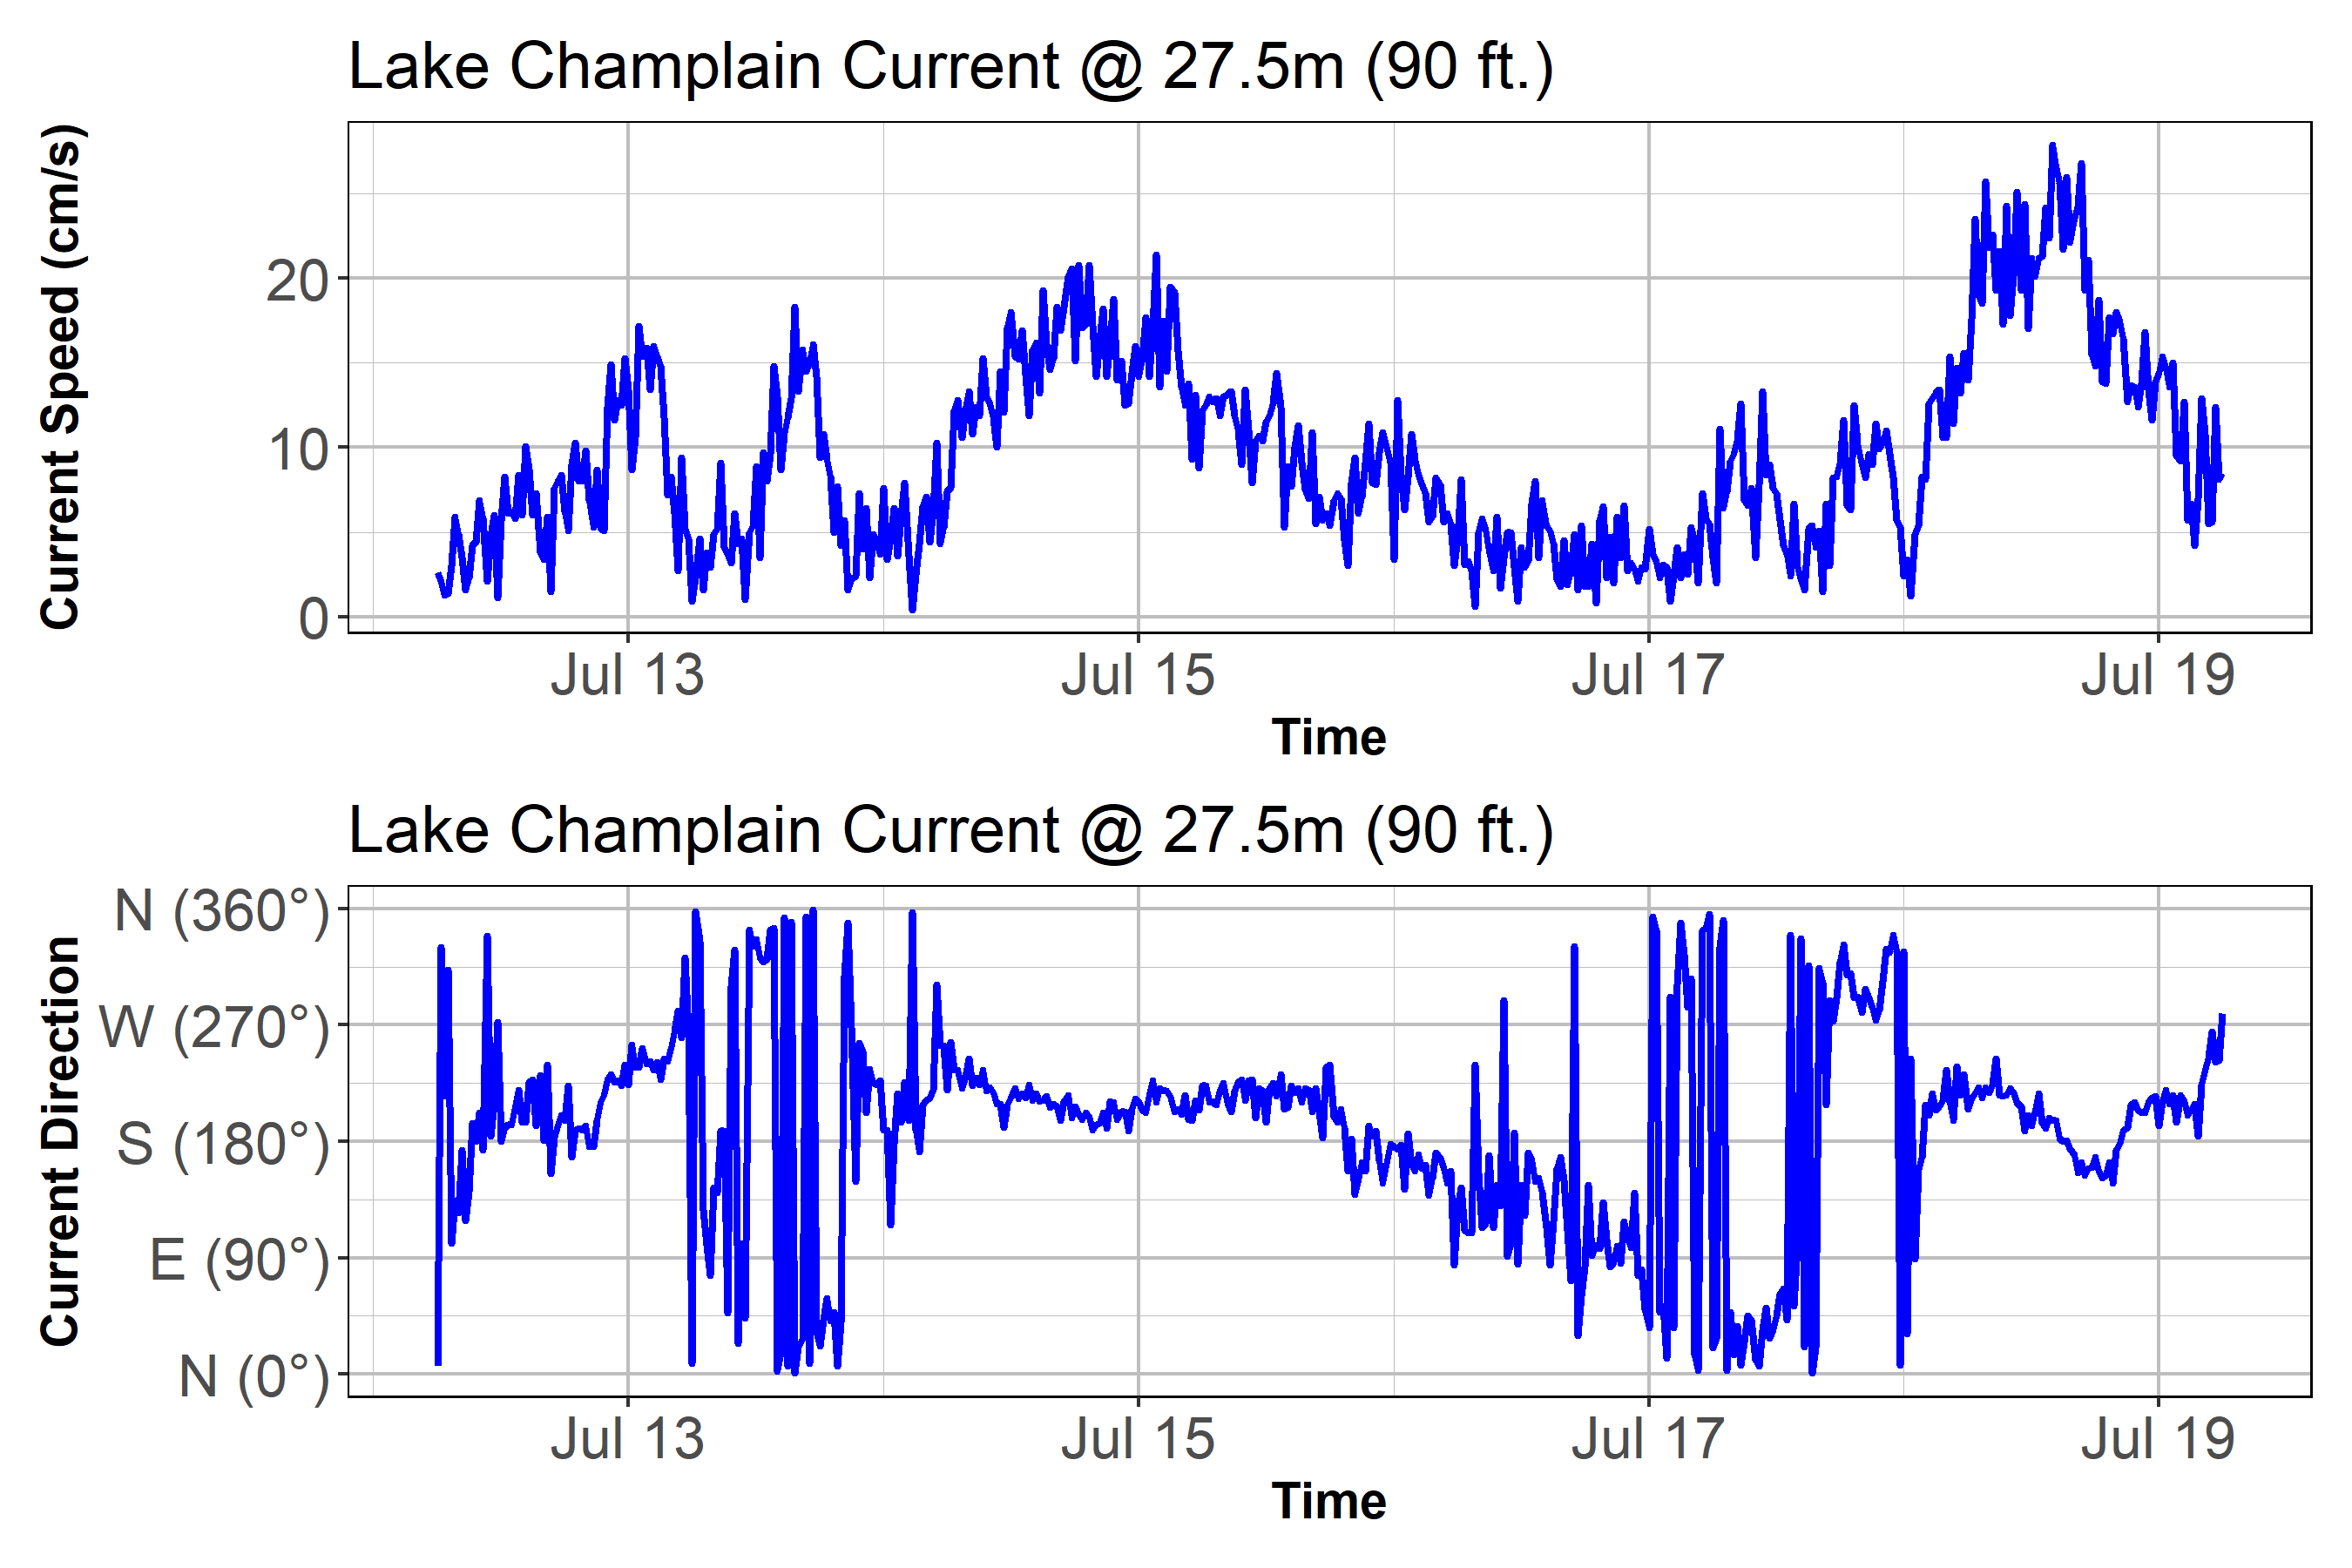 Lake Champlain Current @ 27.5m (90 ft.)
Current Speed (cm/s)
20
10
0
Jul 13 Jul 15 Jul 17 Jul 19
Time
Lake Champlain Current @ 27.5m (90 ft.)
Current Direction
N (360°)
W (270°)
S (180°)
E (90°)
N (0°)
Jul 13 Jul 15 Jul 17 Jul 19
Time